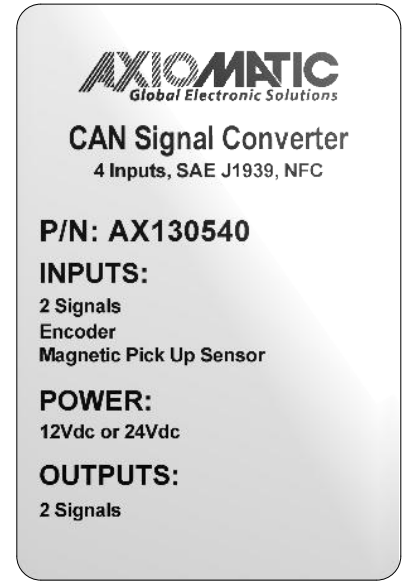 AXIOMATIC
Global Electronic Solutions
CAN Signal Converter
4 Inputs, SAE J1939, NFC
P/N: AX130540
INPUTS:
2 Signals
Encoder
Magnetic Pick Up Sensor
POWER:
12Vdc or 24Vdc
OUTPUTS:
2 Signals